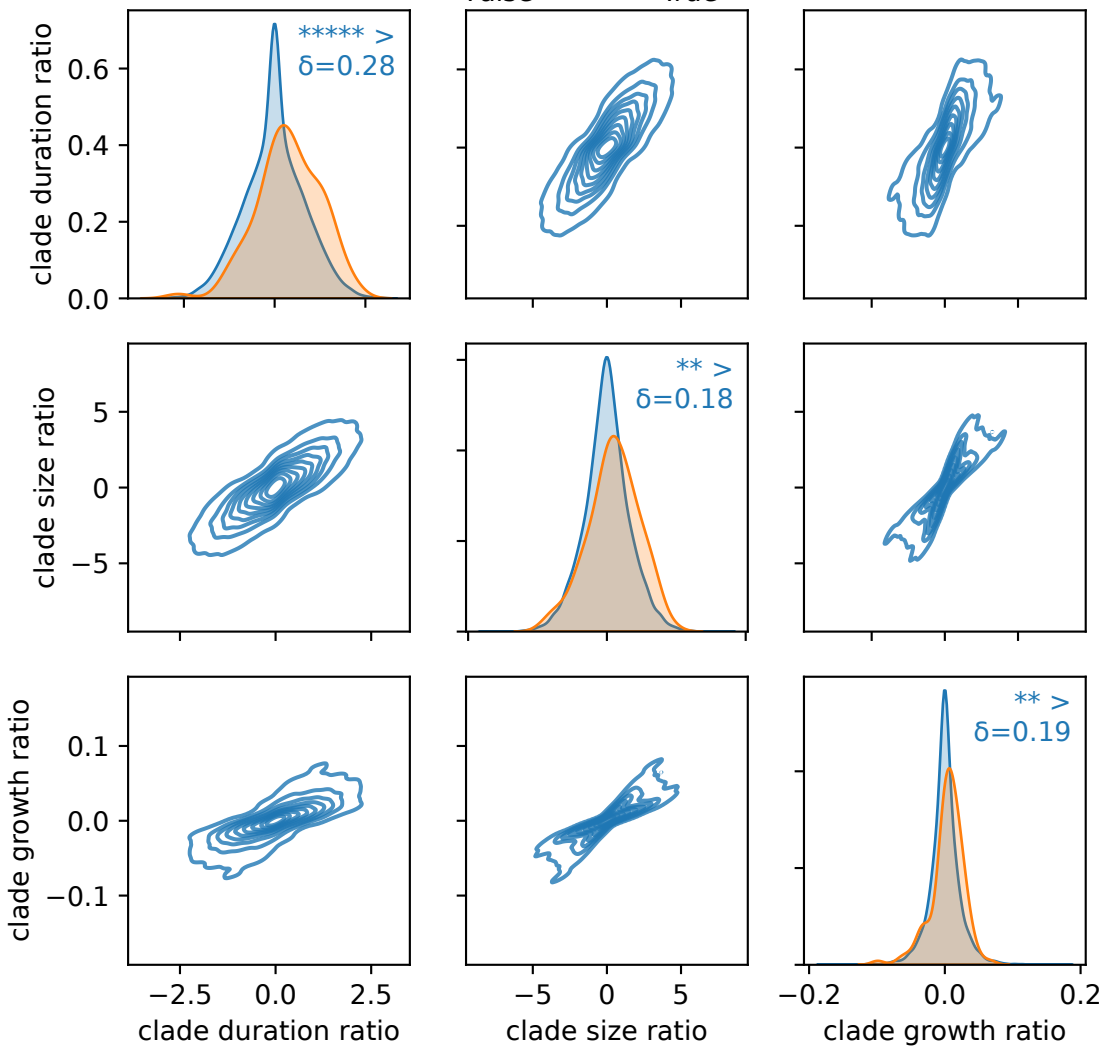 clade duration ratio
0.6
0.4
0.2
0.0
***** >
δ=0.28
clade size ratio
5
0
−5
** >
δ=0.18
clade growth ratio
0.1
0.0
−0.1
** >
δ=0.19
−2.5 0.0 2.5
−5 0 5
−0.2 0.0 0.2
clade duration ratio
clade size ratio
clade growth ratio